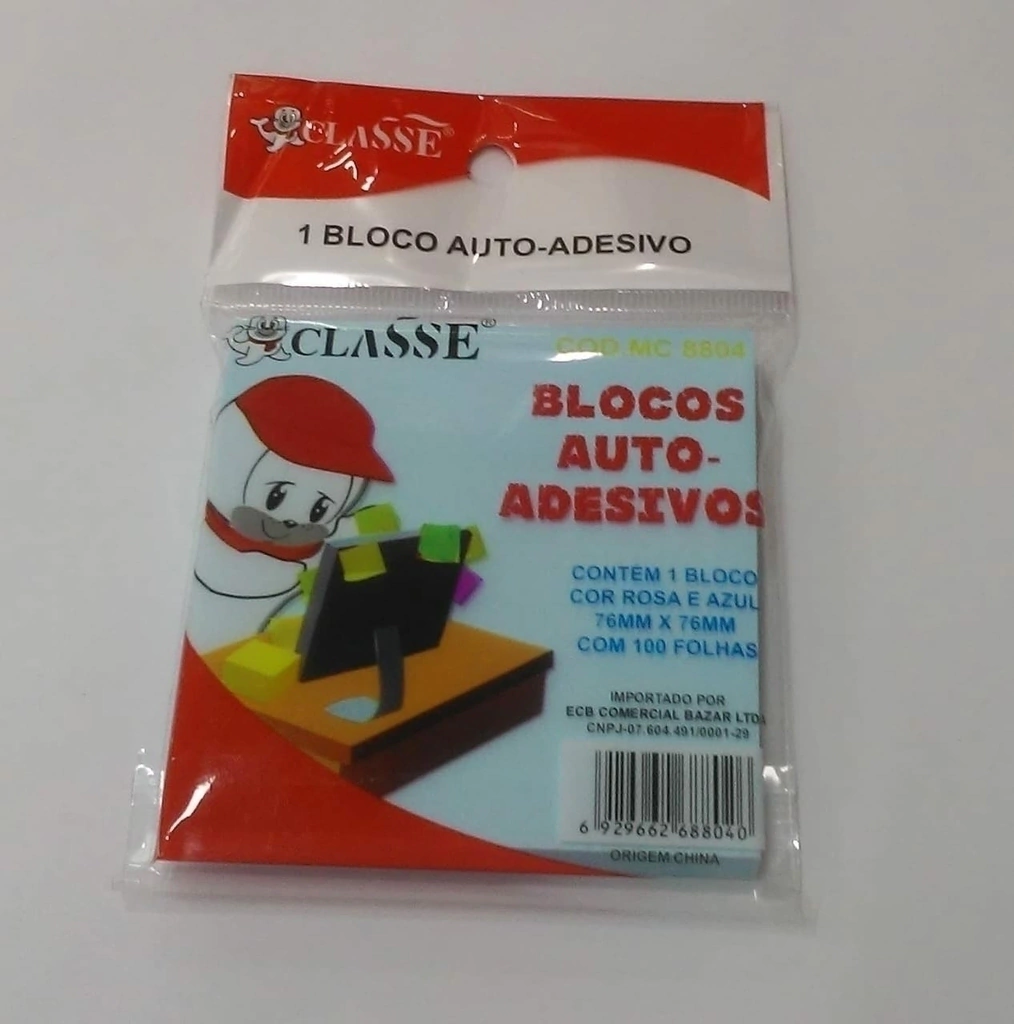 CLASSE®
1 BLOCO AUTO-ADESIVO
CLASSE®
COD.MC 8804
BLOCOS
AUTO-
ADESIVOS
CONTÉM 1 BLOCO
COR ROSA E AZUL
76MM X 76MM
COM 100 FOLHAS
IMPORTADO POR
ECB COMERCIAL BAZAR LTDA
CNPJ-07.604.491/0001-29
6 929662 688040
ORIGEM:CHINA